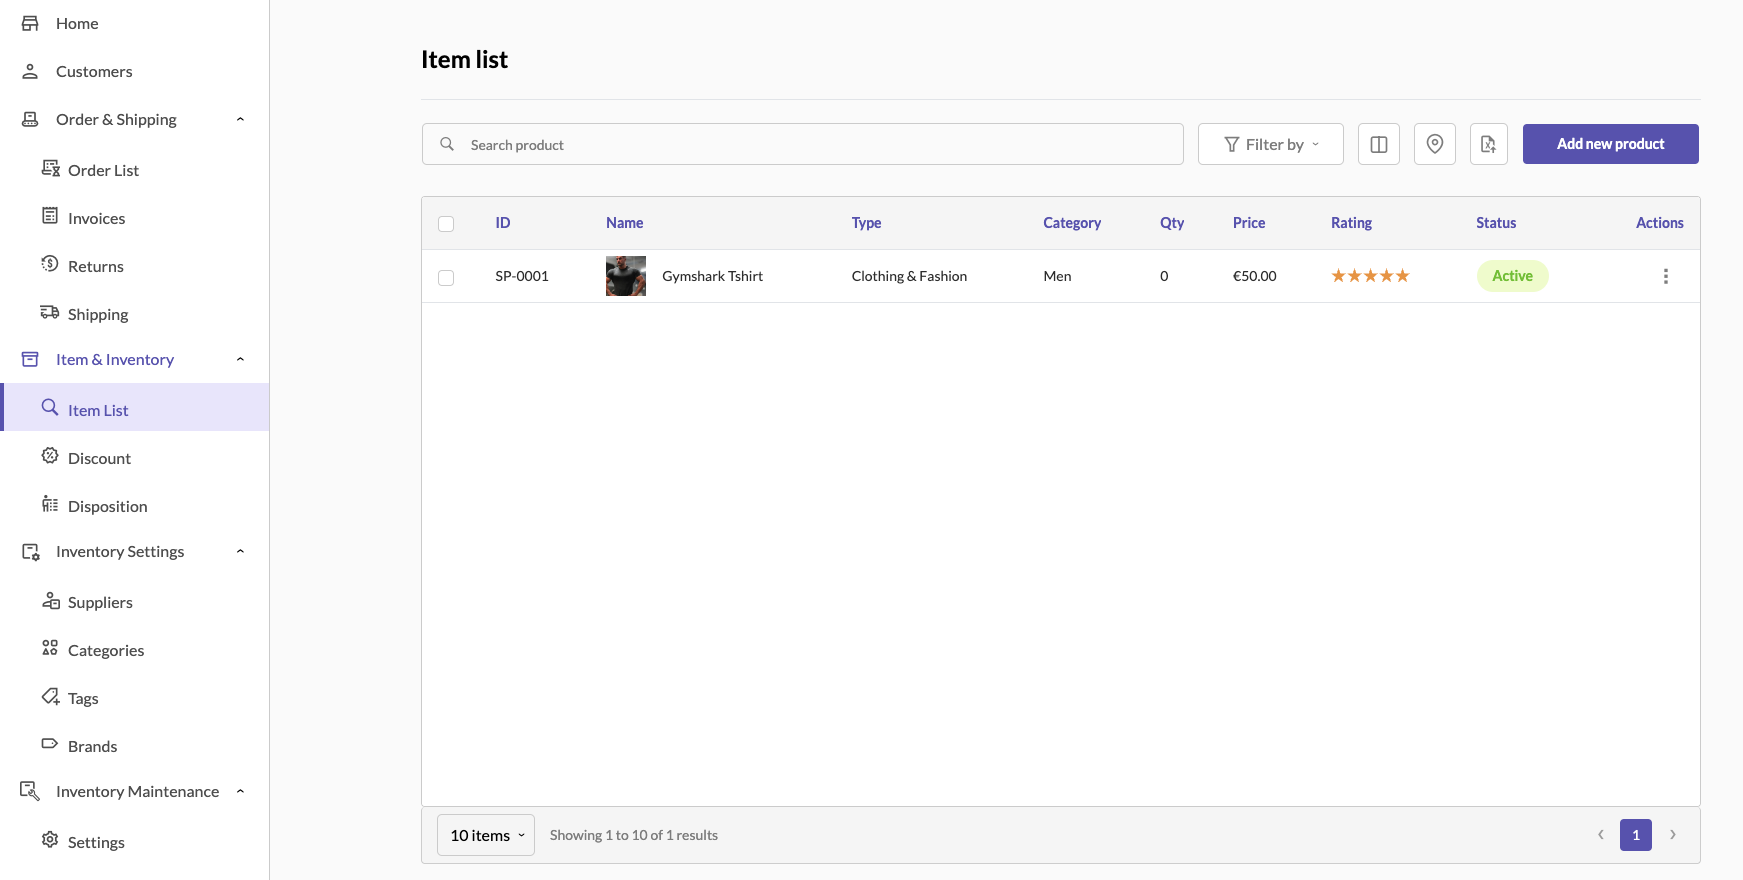 Home
Customers
Order & Shipping
Order List
Invoices
Returns
Shipping
Item & Inventory
Item List
Discount
Disposition
Inventory Settings
Suppliers
Categories
Tags
Brands
Inventory Maintenance
Settings
Item list
Search product
Filter by
Add new product
ID Name Type Category Qty Price Rating Status Actions
SP-0001 Gymshark Tshirt Clothing & Fashion Men 0 €50.00 Active
10 items Showing 1 to 10 of 1 results 1